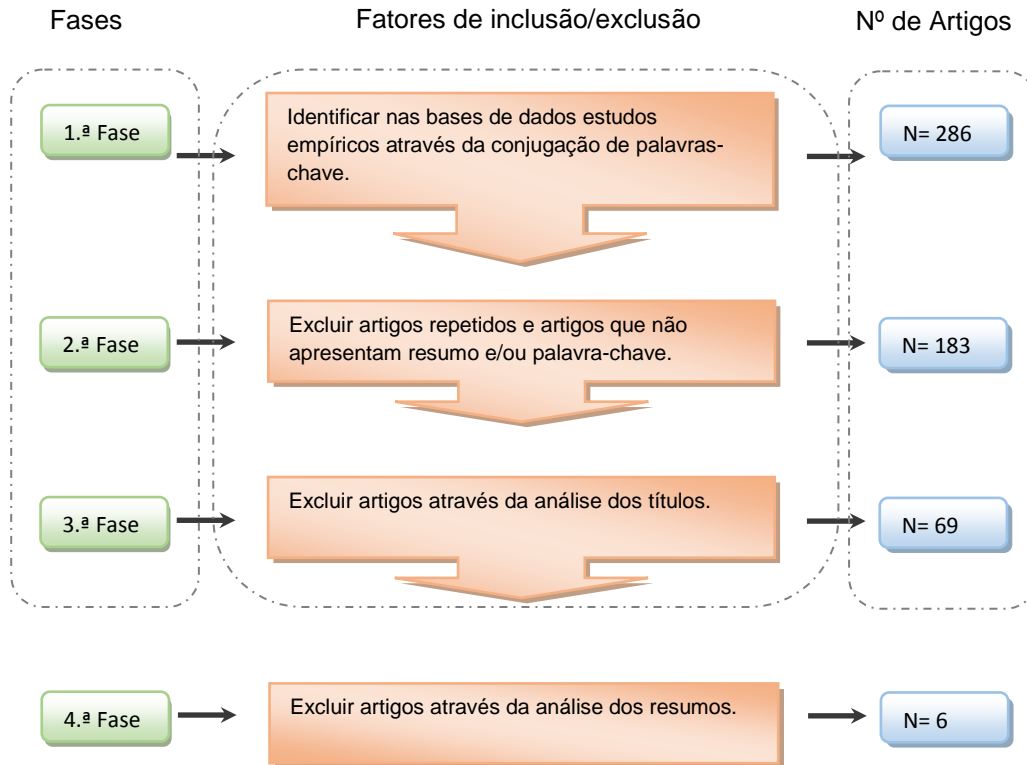 Fases
Fatores de inclusão/exclusão
Nº de Artigos
1.ª Fase
Identificar nas bases de dados estudos
empíricos através da conjugação de palavras-
chave.
N= 286
2.ª Fase
Excluir artigos repetidos e artigos que não
apresentam resumo e/ou palavra-chave.
N= 183
3.ª Fase
Excluir artigos através da análise dos títulos.
N= 69
4.ª Fase
Excluir artigos através da análise dos resumos.
N= 6